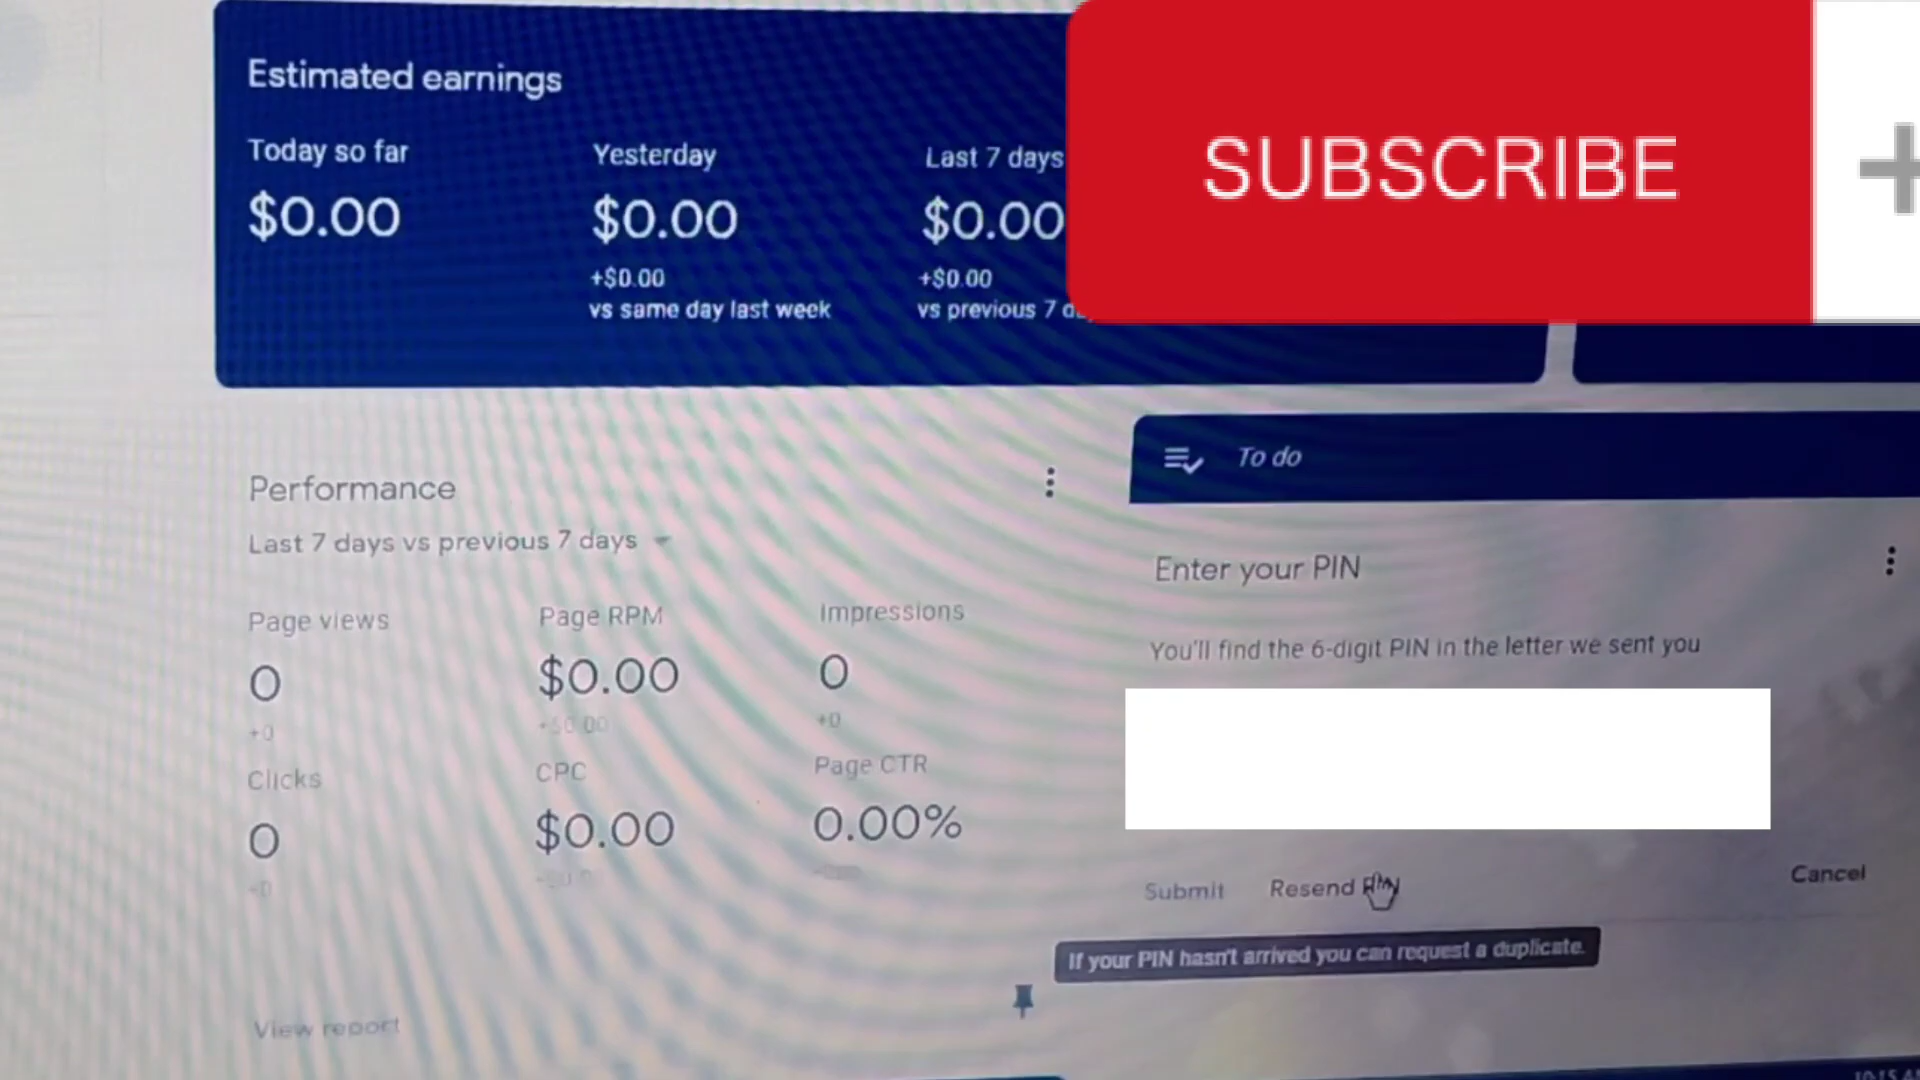 Estimated earnings
SUBSCRIBE
Today so far
Yesterday
Last 7 days
$0.00
$0.00
$0.00
+$0.00
+$0.00
vs same day last week
vs previous 7
To do
Performance
Last 7 days vs previous 7 days
Enter your PIN
Page views
Page RPM
Impressions
You'll find the 6-digit PIN in the letter we sent you
0
$0.00
0
+0
+$0.00
+0
Clicks
CPC
Page CTR
0
$0.00
0.00%
Submit
Resend
Cancel
If your PIN hasn't arrived you can request a duplicate.
View report